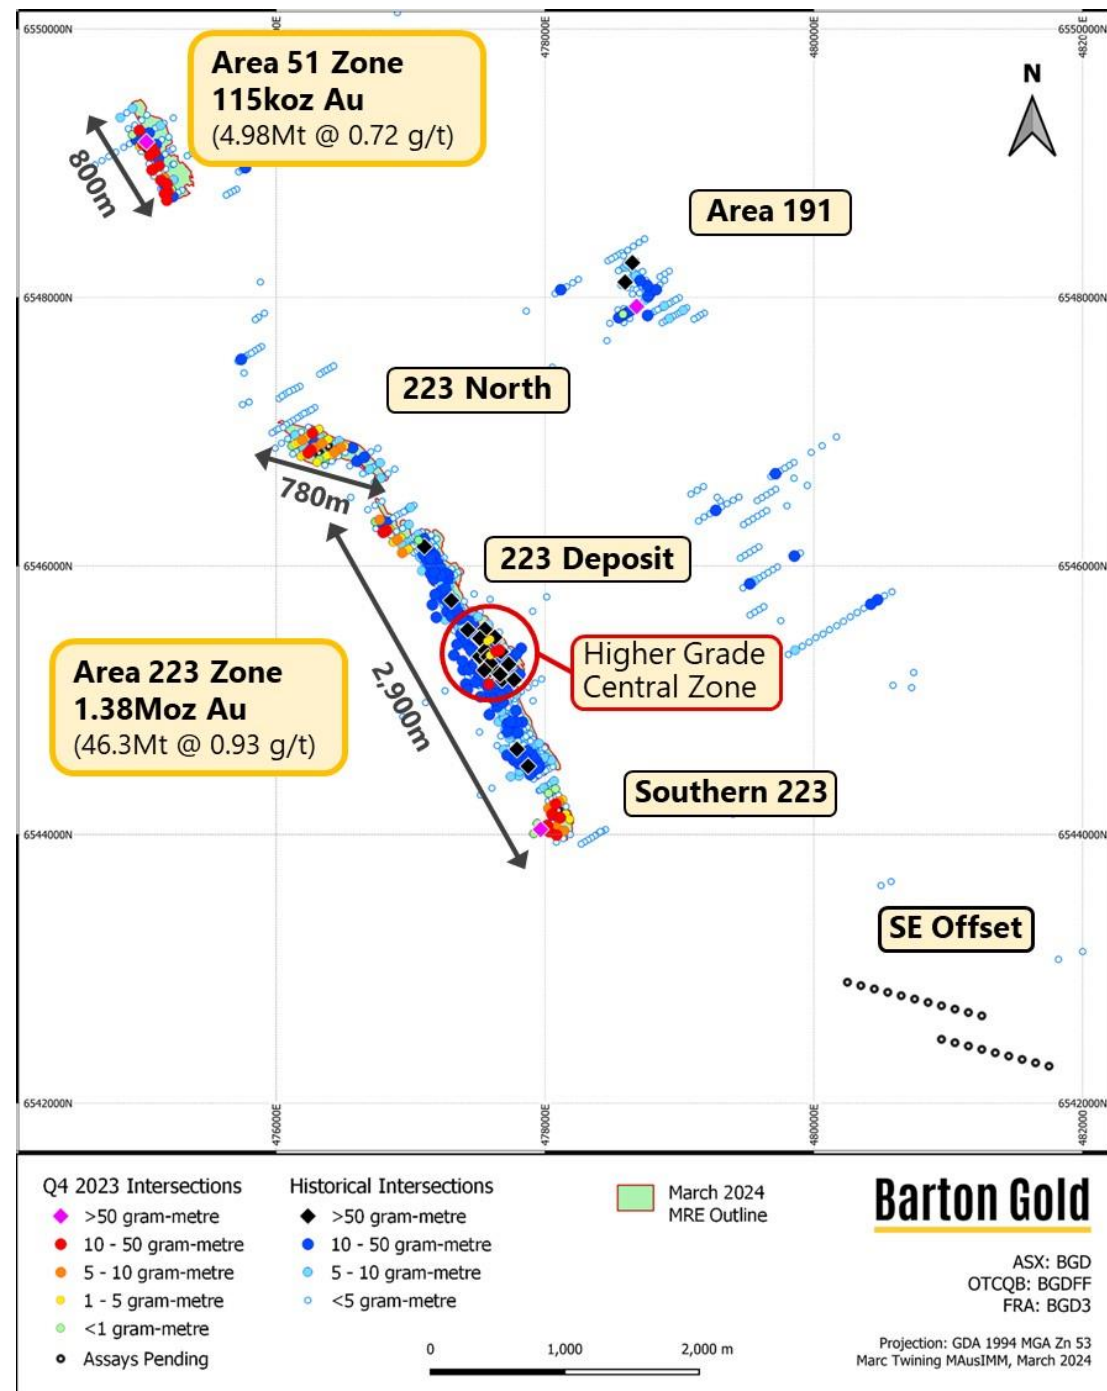 6550000N
478000E
480000E
6550000N
Area 51 Zone
115koz Au
(4.98Mt @ 0.72 g/t)
N
800m
Area 191
6548000N
6548000N
223 North
780m
223 Deposit
6546000N
6546000N
Higher Grade
Central Zone
Area 223 Zone
1.38Moz Au
(46.3Mt @ 0.93 g/t)
2,900m
Southern 223
6544000N
6544000N
SE Offset
6542000N
6542000N
476000E
478000E
480000E
482000
Q4 2023 Intersections
>50 gram-metre
10 - 50 gram-metre
5 - 10 gram-metre
1 - 5 gram-metre
<1 gram-metre
Assays Pending
Historical Intersections
>50 gram-metre
10 - 50 gram-metre
5 - 10 gram-metre
<5 gram-metre
March 2024
MRE Outline
0 1,000 2,000 m
Barton Gold
ASX: BGD
OTCQB: BGDFF
FRA: BGD3
Projection: GDA 1994 MGA Zn 53
Marc Twining MAusIMM, March 2024